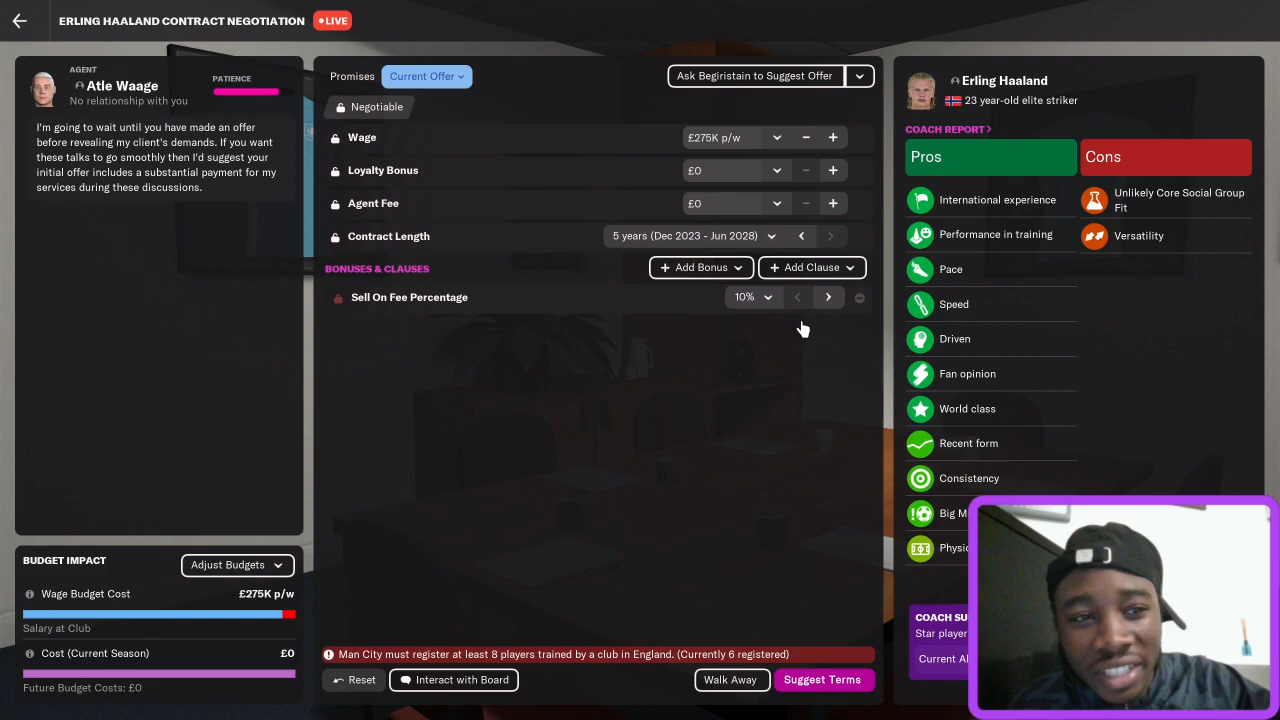 ERLING HAALAND CONTRACT NEGOTIATION
LIVE
AGENT
Atle Waage
No relationship with you
PATIENCE
I'm going to wait until you have made an offer
before revealing my client's demands. If you want
these talks to go smoothly then I'd suggest your
initial offer includes a substantial payment for my
services during these discussions.
Promises
Current Offer
Ask Begiristain to Suggest Offer
Negotiable
Wage
£275K p/w
Loyalty Bonus
£0
Agent Fee
£0
Contract Length
5 years (Dec 2023 - Jun 2028)
BONUSES & CLAUSES
Add Bonus
Add Clause
Sell On Fee Percentage
10%
Erling Haaland
23 year-old elite striker
COACH REPORT >
Pros
Cons
International experience
Performance in training
Pace
Speed
Driven
Fan opinion
World class
Recent form
Consistency
Big M
Physic
Unlikely Core Social Group
Fit
Versatility
COACH SU
Star player
Current Al
BUDGET IMPACT
Adjust Budgets
Wage Budget Cost
£275K p/w
Salary at Club
Cost (Current Season)
£0
Future Budget Costs: £0
Man City must register at least 8 players trained by a club in England. (Currently 6 registered)
Reset
Interact with Board
Walk Away
Suggest Terms